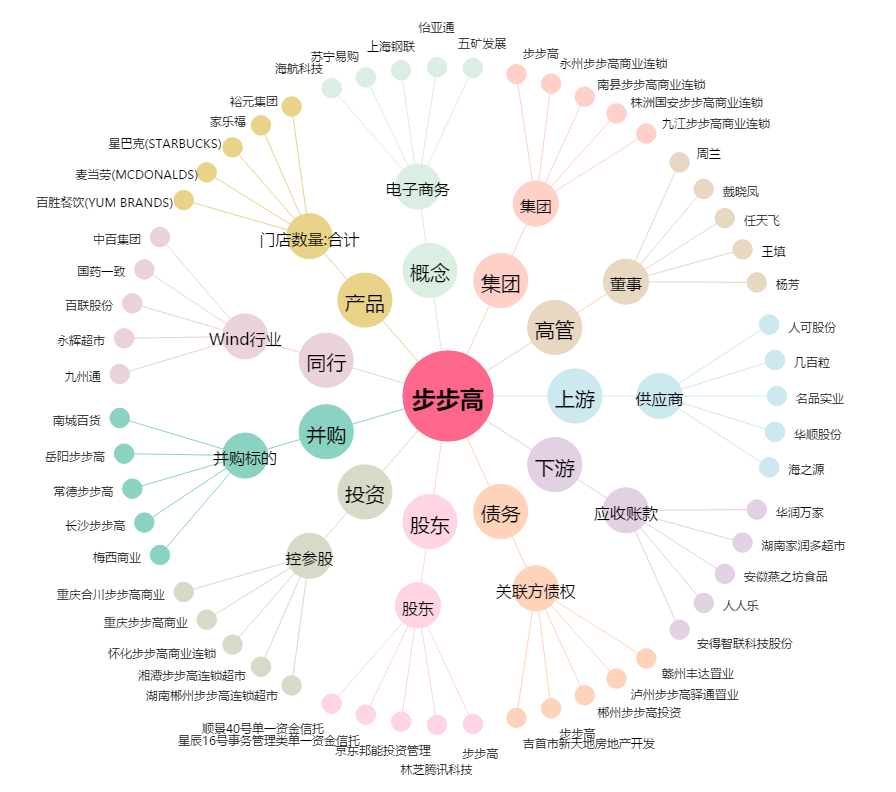 怡亚通
五矿发展
上海钢联
苏宁易购
海航科技
电子商务
概念
步步高
永州步步高商业连锁
南县步步高商业连锁
株洲国安步步高商业连锁
九江步步高商业连锁
集团
集团
周兰
戴晓凤
任天飞
王填
杨芳
董事
高管
人可股份
几百粒
名品实业
华顺股份
海之源
供应商
上游
华润万家
湖南家润多超市
安徽燕之坊食品
人人乐
安得智联科技股份
应收账款
下游
赣州丰达置业
泸州步步高驿通置业
郴州步步高投资
步步高
吉首市新天地房地产开发
关联方债权
债务
步步高
林芝腾讯科技
京东邦能投资管理
星辰16号事务管理类单一资金信托
顺景40号单一资金信托
股东
股东
湖南郴州步步高连锁超市
湘潭步步高连锁超市
怀化步步高商业连锁
重庆步步高商业
重庆合川步步高商业
控参股
投资
梅西商业
长沙步步高
常德步步高
岳阳步步高
南城百货
并购标的
并购
九州通
永辉超市
百联股份
国药一致
中百集团
Wind行业
同行
百胜餐饮(YUM BRANDS)
麦当劳(MCDONALDS)
星巴克(STARBUCKS)
家乐福
裕元集团
门店数量:合计
产品
步步高